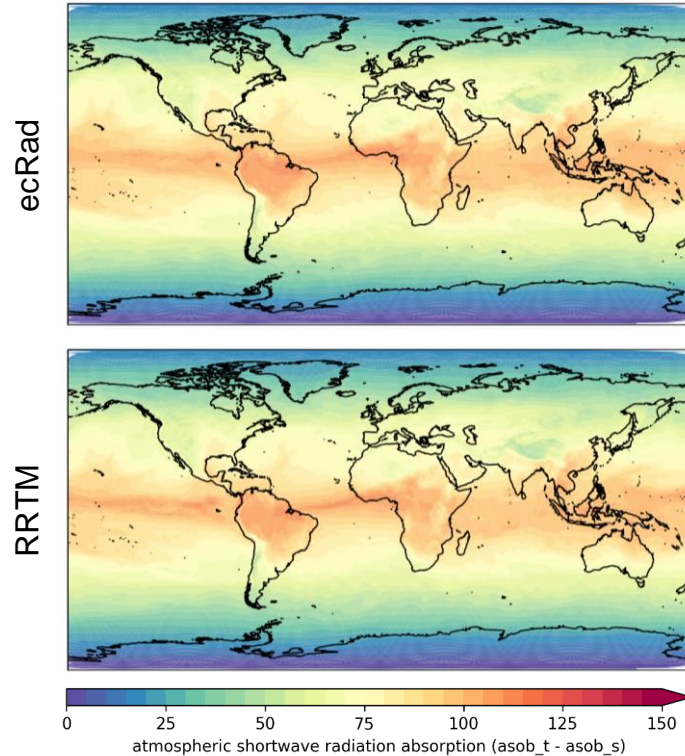 ecRad
RRTM
0 25 50 75 100 125 150
atmospheric shortwave radiation absorption (asob_t - asob_s)